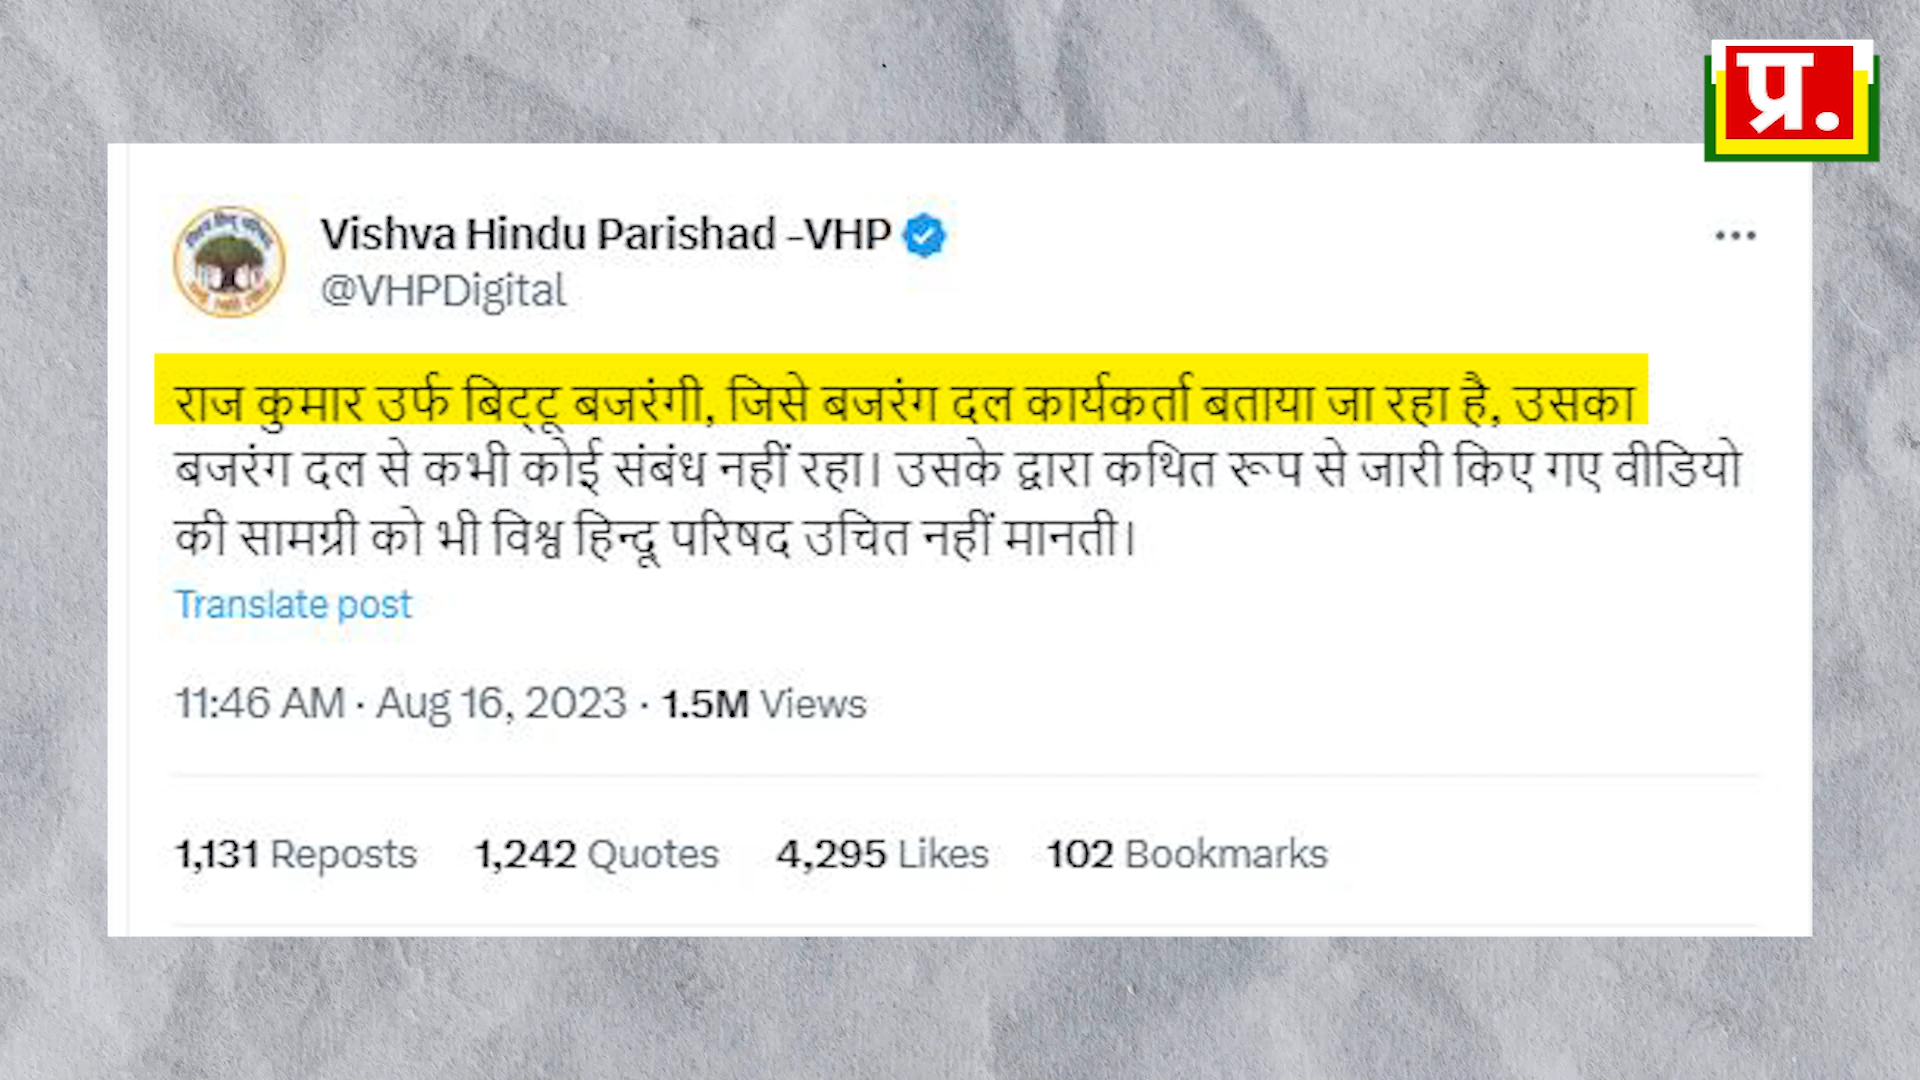 प्र.
Vishva Hindu Parishad -VHP
@VHPDigital
राज कुमार उर्फ बिट्टू बजरंगी, जिसे बजरंग दल कार्यकर्ता बताया जा रहा है, उसका
बजरंग दल से कभी कोई संबंध नहीं रहा। उसके द्वारा कथित रूप से जारी किए गए वीडियो
की सामग्री को भी विश्व हिन्दू परिषद उचित नहीं मानती।
Translate post
11:46 AM · Aug 16, 2023 · 1.5M Views
1,131 Reposts 1,242 Quotes 4,295 Likes 102 Bookmarks